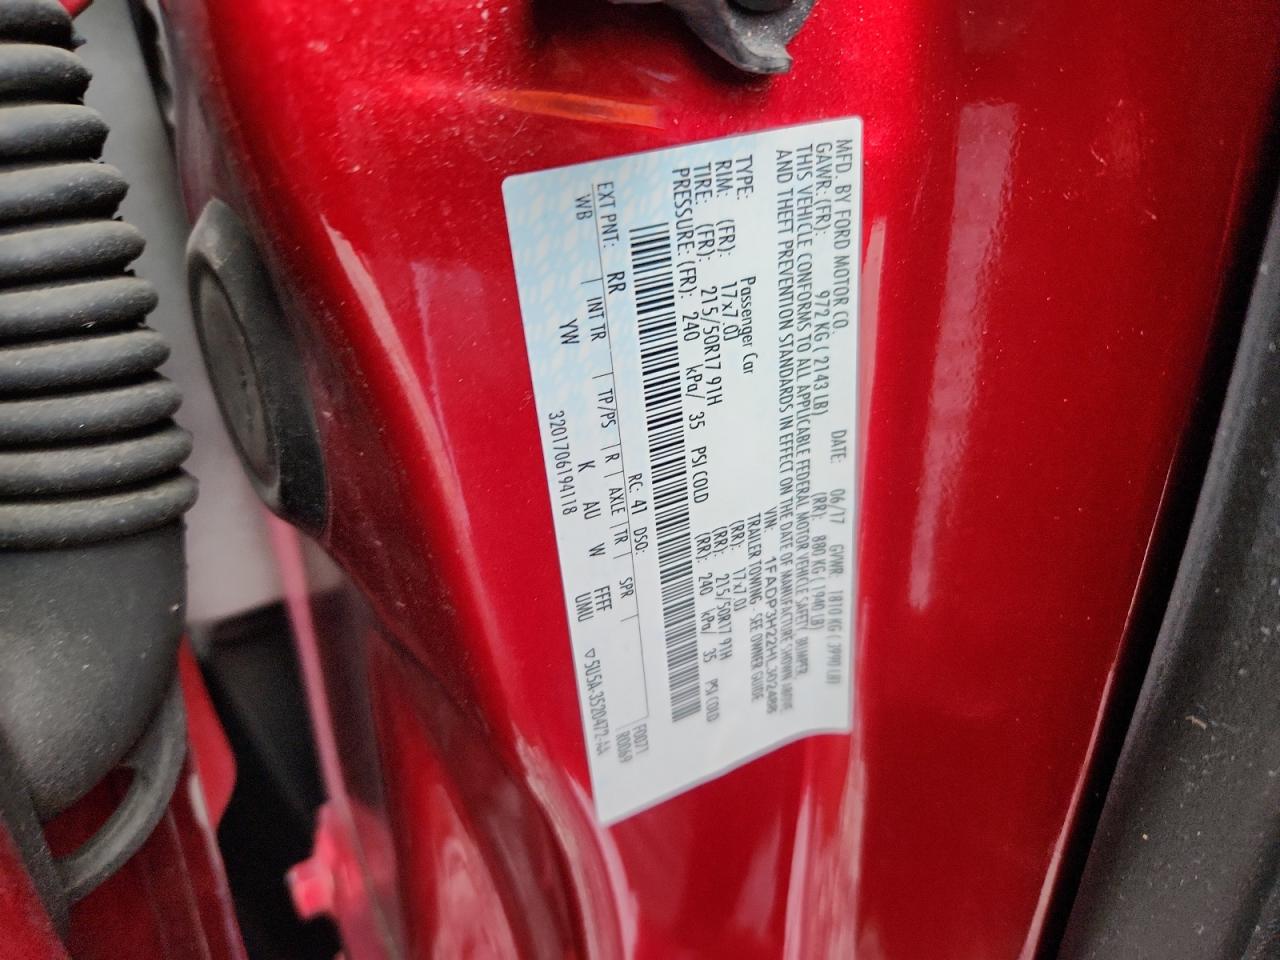 MFD. BY FORD MOTOR CO.
DATE: 06/17 GVWR: 1810 KG ( 3990 LB)
GAWR: (FR): 972 KG ( 2143 LB) (RR): 880 KG ( 1940 LB)
THIS VEHICLE CONFORMS TO ALL APPLICABLE FEDERAL MOTOR VEHICLE SAFETY, BUMPER,
AND THEFT PREVENTION STANDARDS IN EFFECT ON THE DATE OF MANUFACTURE SHOWN ABOVE.
VIN:
TYPE: Passenger Car TRAILER TOWING - SEE OWNER GUIDE
RIM: (FR): 17x7.0J (RR): 17x7.0J
TIRE: (FR): 215/50R17 91H (RR): 215/50R17 91H
PRESSURE: (FR): 240 kPa/ 35 PSI COLD (RR): 240 kPa/ 35 PSI COLD
RC: 41 DSO: F0071
EXT PNT: RR R0069
WB INT TR TP/PS R AXLE TR SPR
YW K AU W FFFF
3201706194118 UMU ▽5U5A-3520472-AA